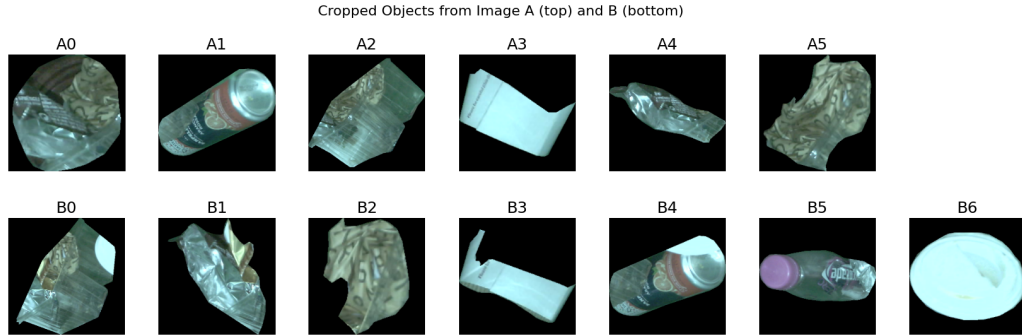 Cropped Objects from Image A (top) and B (bottom)
A0 A1 A2 A3 A4 A5
B0 B1 B2 B3 B4 B5 B6